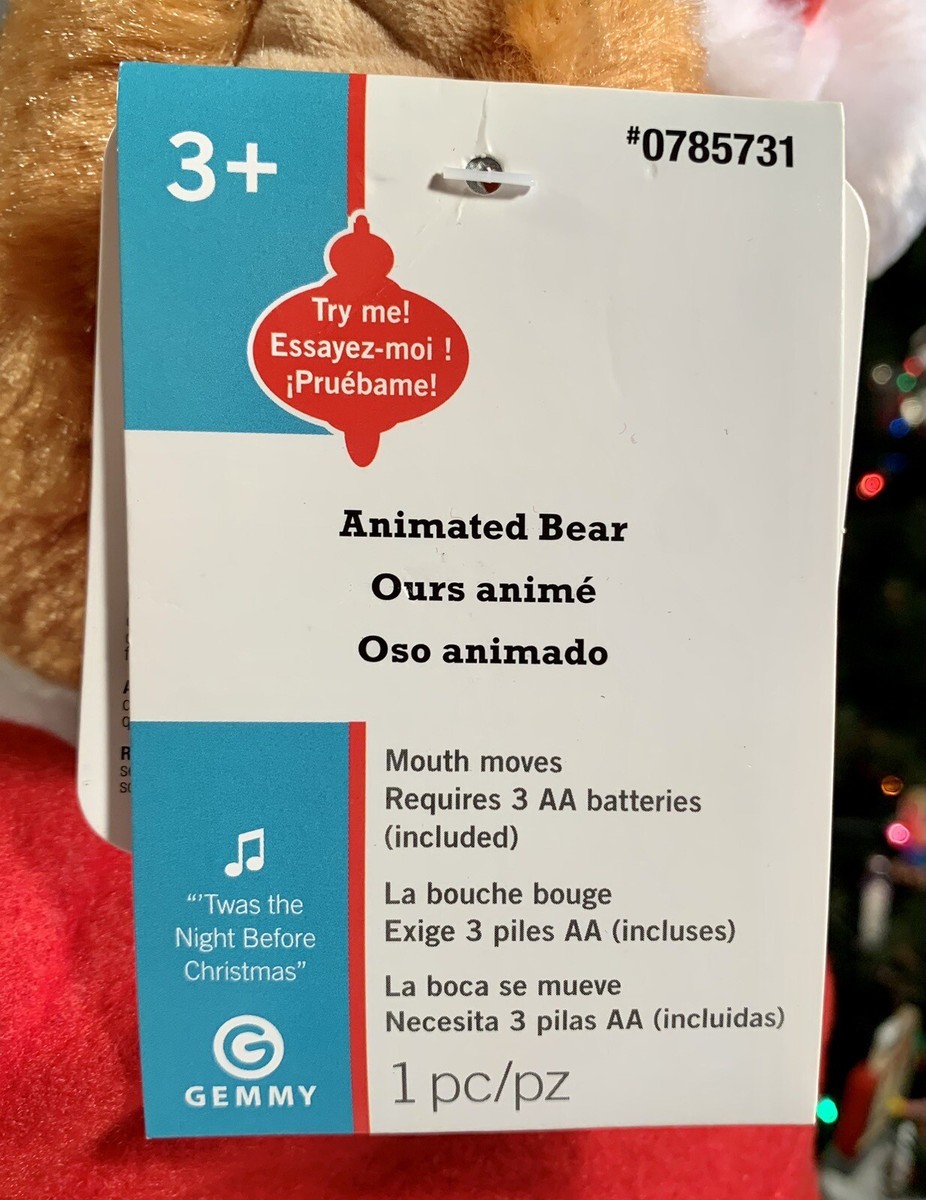 3+
#0785731
Try me!
Essayez-moi !
¡Pruébame!
Animated Bear
Ours animé
Oso animado
Mouth moves
Requires 3 AA batteries
(included)
La bouche bouge
Exige 3 piles AA (incluses)
La boca se mueve
Necesita 3 pilas AA (incluidas)
1 pc/pz
“’Twas the
Night Before
Christmas”
G
GEMMY